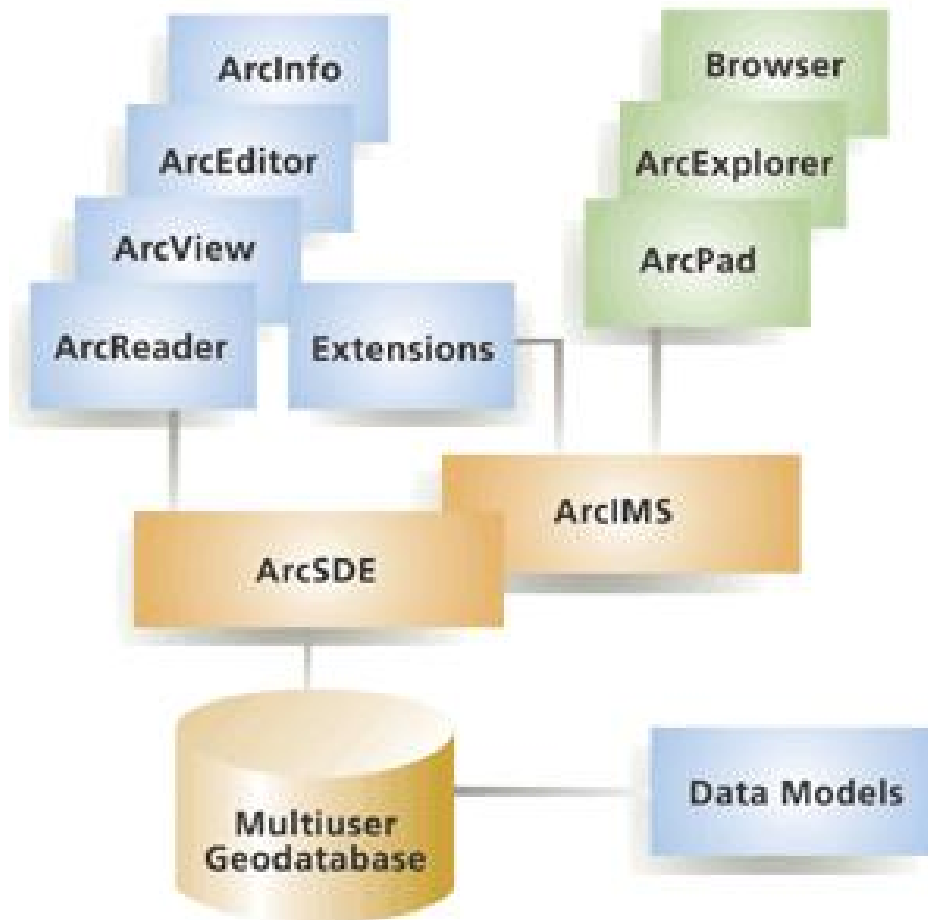 ArcInfo
ArcEditor
ArcView
ArcReader
Extensions
Browser
ArcExplorer
ArcPad
ArcIMS
ArcSDE
Multiuser
Geodatabase
Data Models